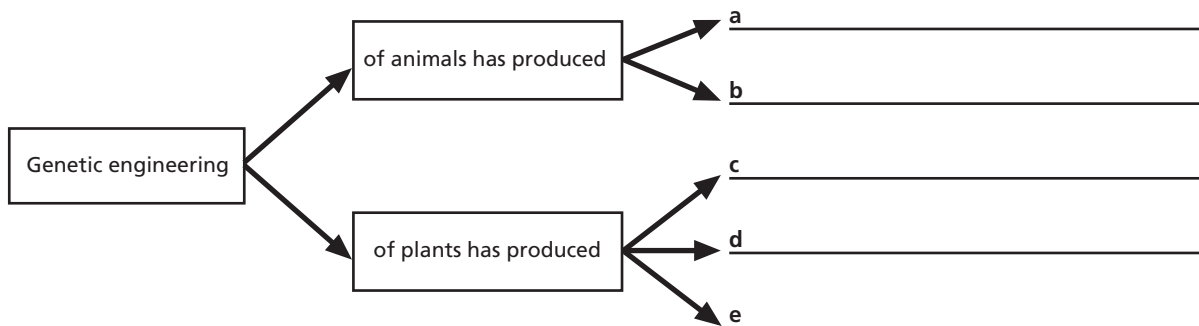 a
of animals has produced
b
Genetic engineering
c
of plants has produced
d
e